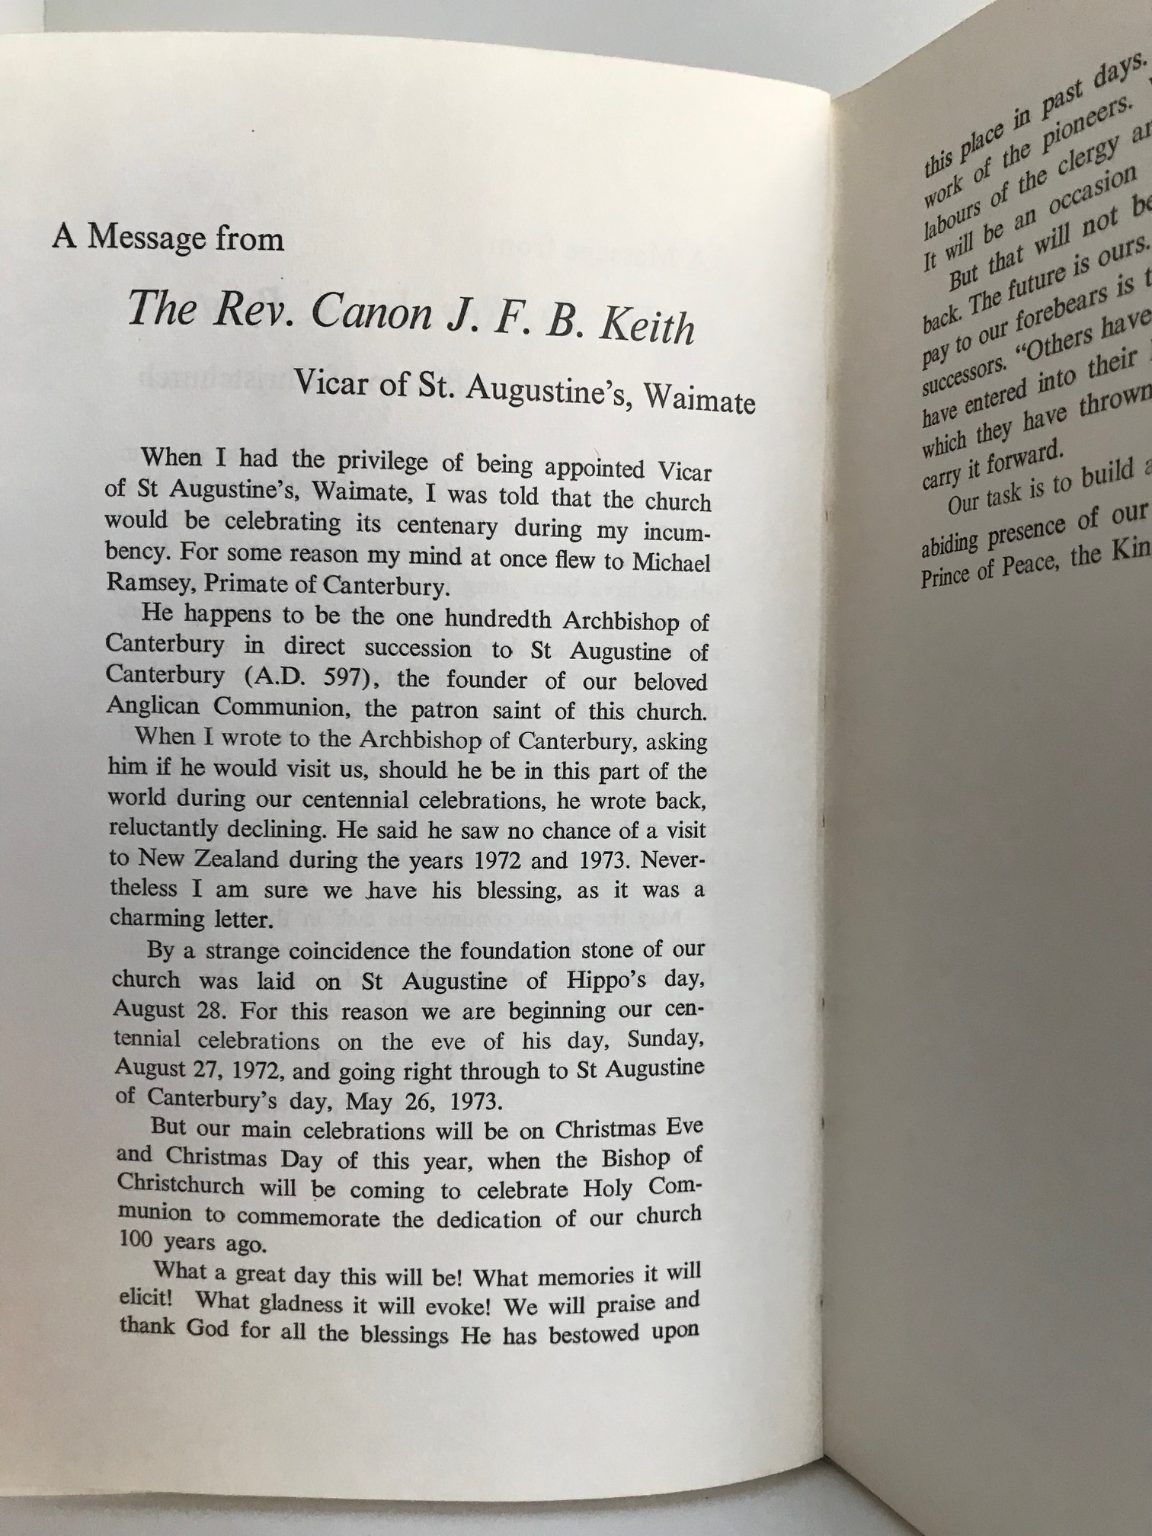 A Message from
The Rev. Canon J. F. B. Keith
Vicar of St. Augustine's, Waimate
When I had the privilege of being appointed Vicar
of St Augustine's, Waimate, I was told that the church
would be celebrating its centenary during my incum-
bency. For some reason my mind at once flew to Michael
Ramsey, Primate of Canterbury.
He happens to be the one hundredth Archbishop of
Canterbury in direct succession to St Augustine of
Canterbury (A.D. 597), the founder of our beloved
Anglican Communion, the patron saint of this church.
When I wrote to the Archbishop of Canterbury, asking
him if he would visit us, should he be in this part of the
world during our centennial celebrations, he wrote back,
reluctantly declining. He said he saw no chance of a visit
to New Zealand during the years 1972 and 1973. Never-
theless I am sure we have his blessing, as it was a
charming letter.
By a strange coincidence the foundation stone of our
church was laid on St Augustine of Hippo's day,
August 28. For this reason we are beginning our cen-
tennial celebrations on the eve of his day, Sunday,
August 27, 1972, and going right through to St Augustine
of Canterbury's day, May 26, 1973.
But our main celebrations will be on Christmas Eve
and Christmas Day of this year, when the Bishop of
Christchurch will be coming to celebrate Holy Com-
munion to commemorate the dedication of our church
100 years ago.
What a great day this will be! What memories it will
elicit! What gladness it will evoke! We will praise and
thank God for all the blessings He has bestowed upon
this place in past days.
work of the pioneers.
labours of the clergy
It will be an occasion
But that will not
back. The future is ours.
pay to our forebears is
successors. "Others have
have entered into their
which they have thrown
carry it forward.
Our task is to build
abiding presence of our
Prince of Peace, the